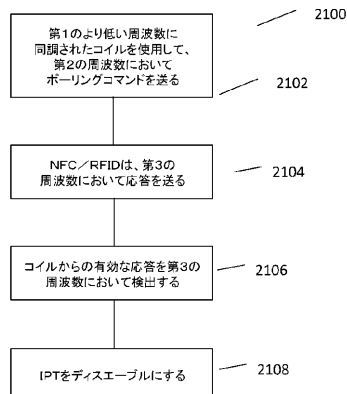 2100
第1のより低い周波数に
同調されたコイルを使用して、
第2の周波数において
ポーリングコマンドを送る
2102
NFC/RFIDは、第3の
周波数において応答を送る
2104
コイルからの有効な応答を第3の
周波数において検出する
2106
IPTをディスエーブルにする
2108